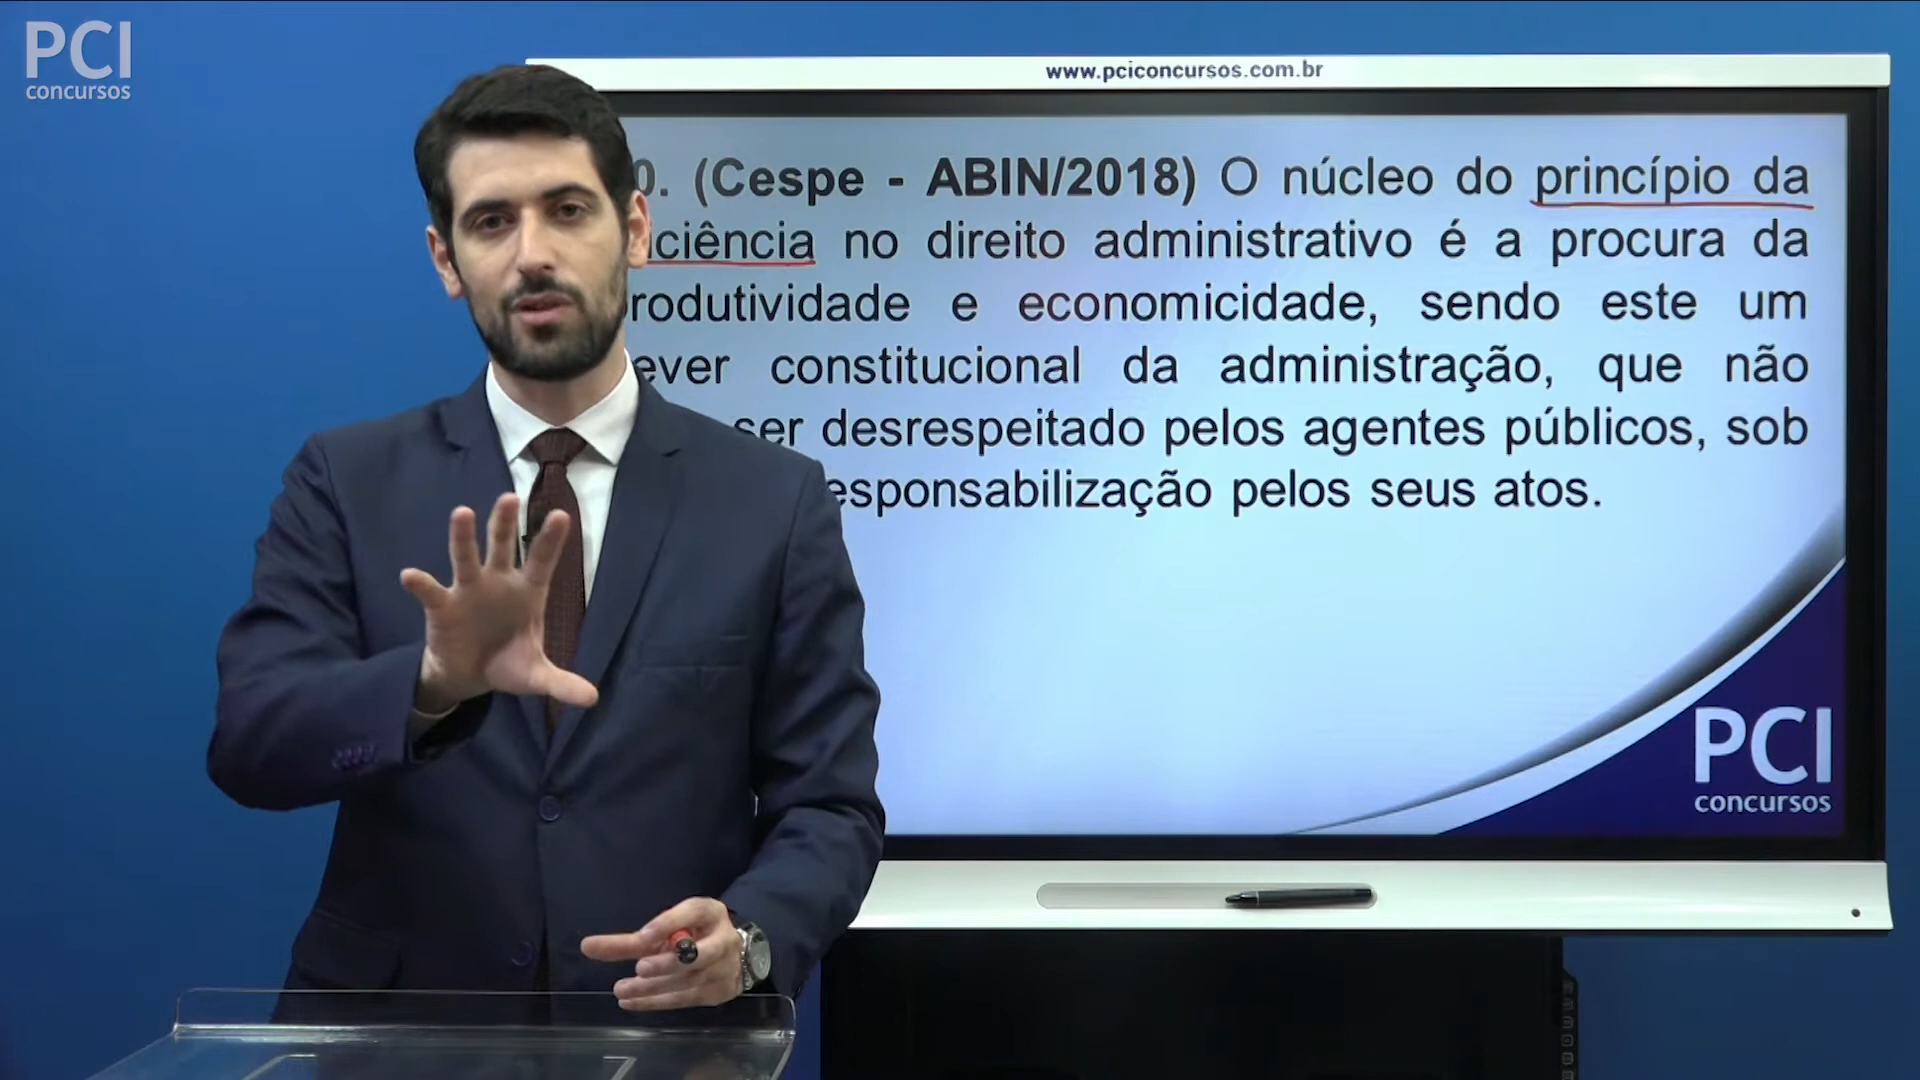 PCI
concursos
www.pciconcursos.com.br
0. (Cespe - ABIN/2018) O núcleo do princípio da
iciência no direito administrativo é a procura da
rodutividade e economicidade, sendo este um
ever constitucional da administração, que não
ser desrespeitado pelos agentes públicos, sob
esponsabilização pelos seus atos.
PCI
concursos